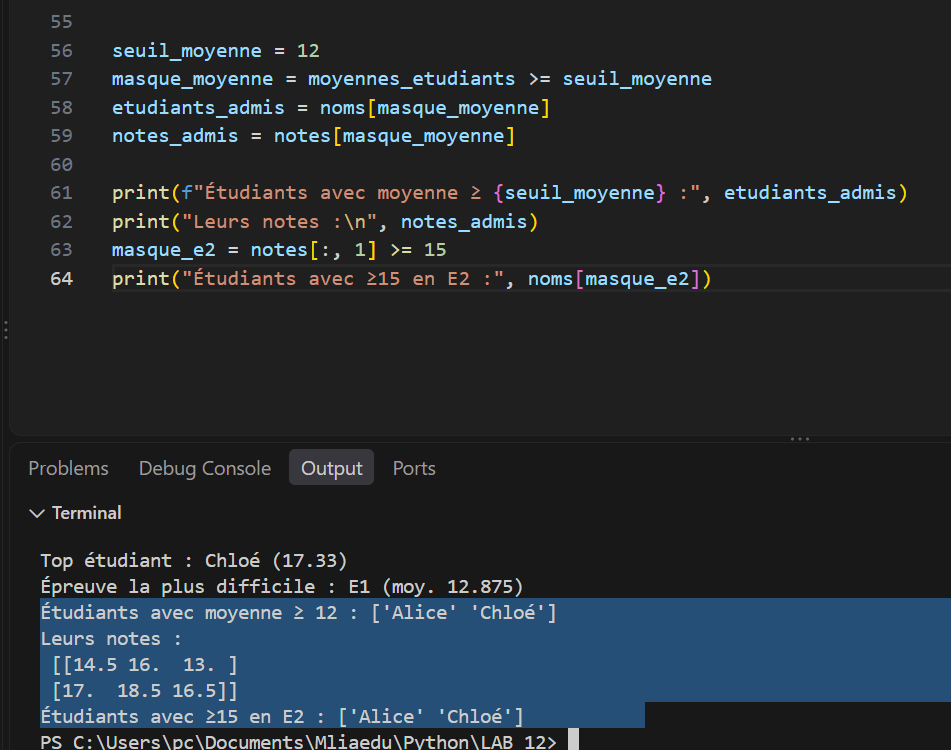 55
56 seuil_moyenne = 12
57 masque_moyenne = moyennes_etudiants >= seuil_moyenne
58 etudiants_admis = noms[masque_moyenne]
59 notes_admis = notes[masque_moyenne]
60
61 print(f"Étudiants avec moyenne ≥ {seuil_moyenne} :", etudiants_admis)
62 print("Leurs notes :\n", notes_admis)
63 masque_e2 = notes[:, 1] >= 15
64 print("Étudiants avec ≥15 en E2 :", noms[masque_e2])
Problems Debug Console Output Ports
Terminal
Top étudiant : Chloé (17.33)
Épreuve la plus difficile : E1 (moy. 12.875)
Étudiants avec moyenne ≥ 12 : ['Alice' 'Chloé']
Leurs notes :
 [[14.5 16.  13. ]
 [17.  18.5 16.5]]
Étudiants avec ≥15 en E2 : ['Alice' 'Chloé']
PS C:\Users\pc\Documents\Mliaedu\Python\LAB 12>